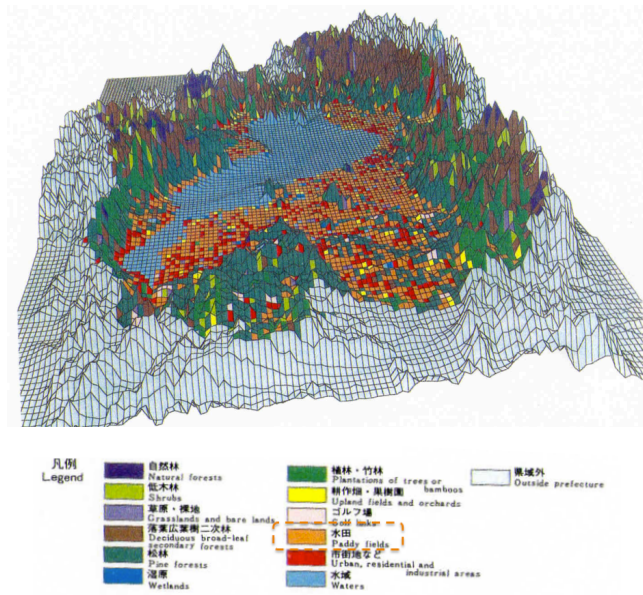 凡例
Legend
自然林
Natural forests
低木林
Shrubs
草原・裸地
Grasslands and bare lands
落葉広葉樹二次林
Deciduous broad-leaf
secondary forests
松林
Pine forests
湿原
Wetlands
植林・竹林
Plantations of trees or bamboos
耕作畑・果樹園
Upland fields and orchards
ゴルフ場
Golf links
水田
Paddy fields
市街地など
Urban, residential and industrial areas
水域
Waters
県域外
Outside prefecture